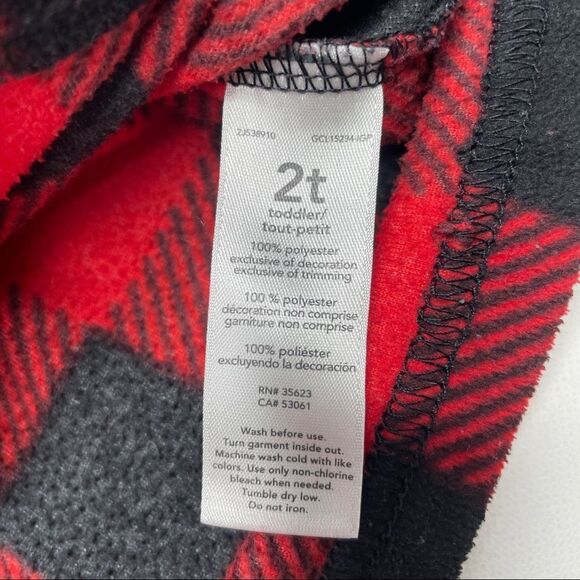 2J538910 GCL15234-IGP
2t
toddler/
tout-petit
100% polyester
exclusive of decoration
exclusive of trimming
100 % polyester
décoration non comprise
garniture non comprise
100% poliéster
excluyendo la decoración
RN# 35623
CA# 53061
Wash before use.
Turn garment inside out.
Machine wash cold with like
colors. Use only non-chlorine
bleach when needed.
Tumble dry low.
Do not iron.